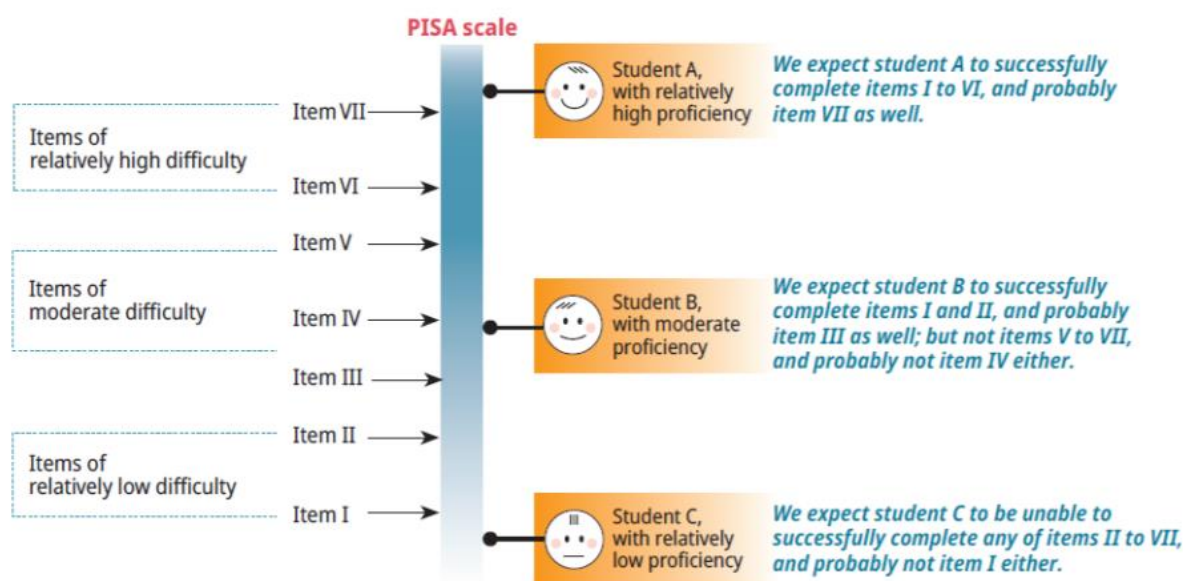 PISA scale
Student A,
with relatively
high proficiency
We expect student A to successfully
complete items I to VI, and probably
item VII as well.
Item VII
Items of
relatively high difficulty
Item VI
Item V
Items of
moderate difficulty
Item IV
Student B,
with moderate
proficiency
We expect student B to successfully
complete items I and II, and probably
item III as well; but not items V to VII,
and probably not item IV either.
Item III
Item II
Items of
relatively low difficulty
Item I
Student C,
with relatively
low proficiency
We expect student C to be unable to
successfully complete any of items II to VII,
and probably not item I either.